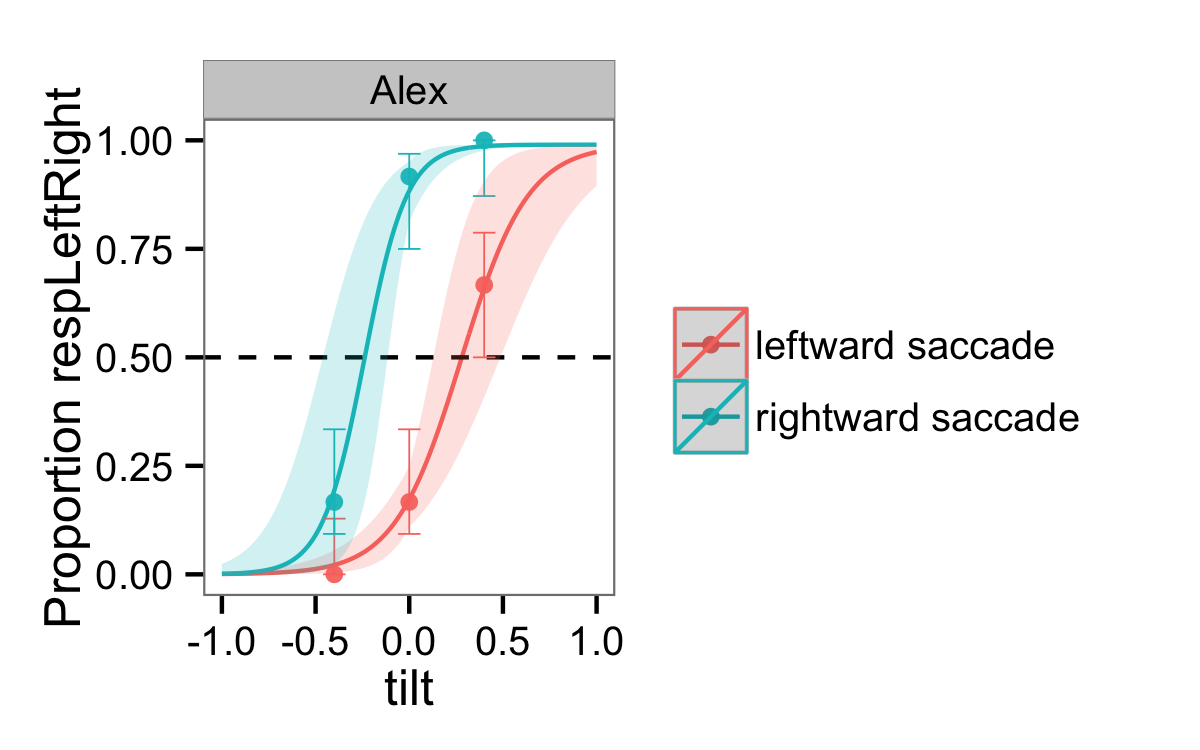 Alex
Proportion respLeftRight
1.00
0.75
0.50
0.25
0.00
-1.0 -0.5 0.0 0.5 1.0
tilt
leftward saccade
rightward saccade